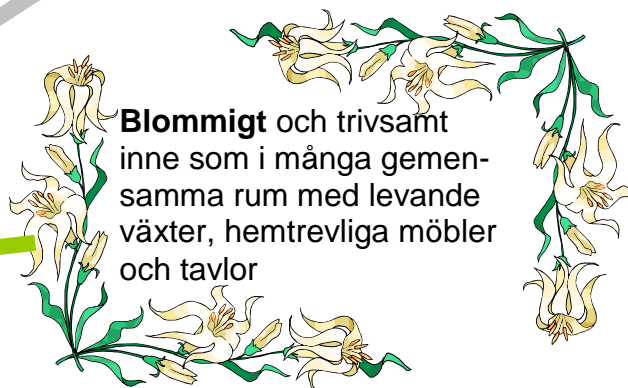 Blommigt och trivsamt
inne som i många gemen-
samma rum med levande
växter, hemtrevliga möbler
och tavlor